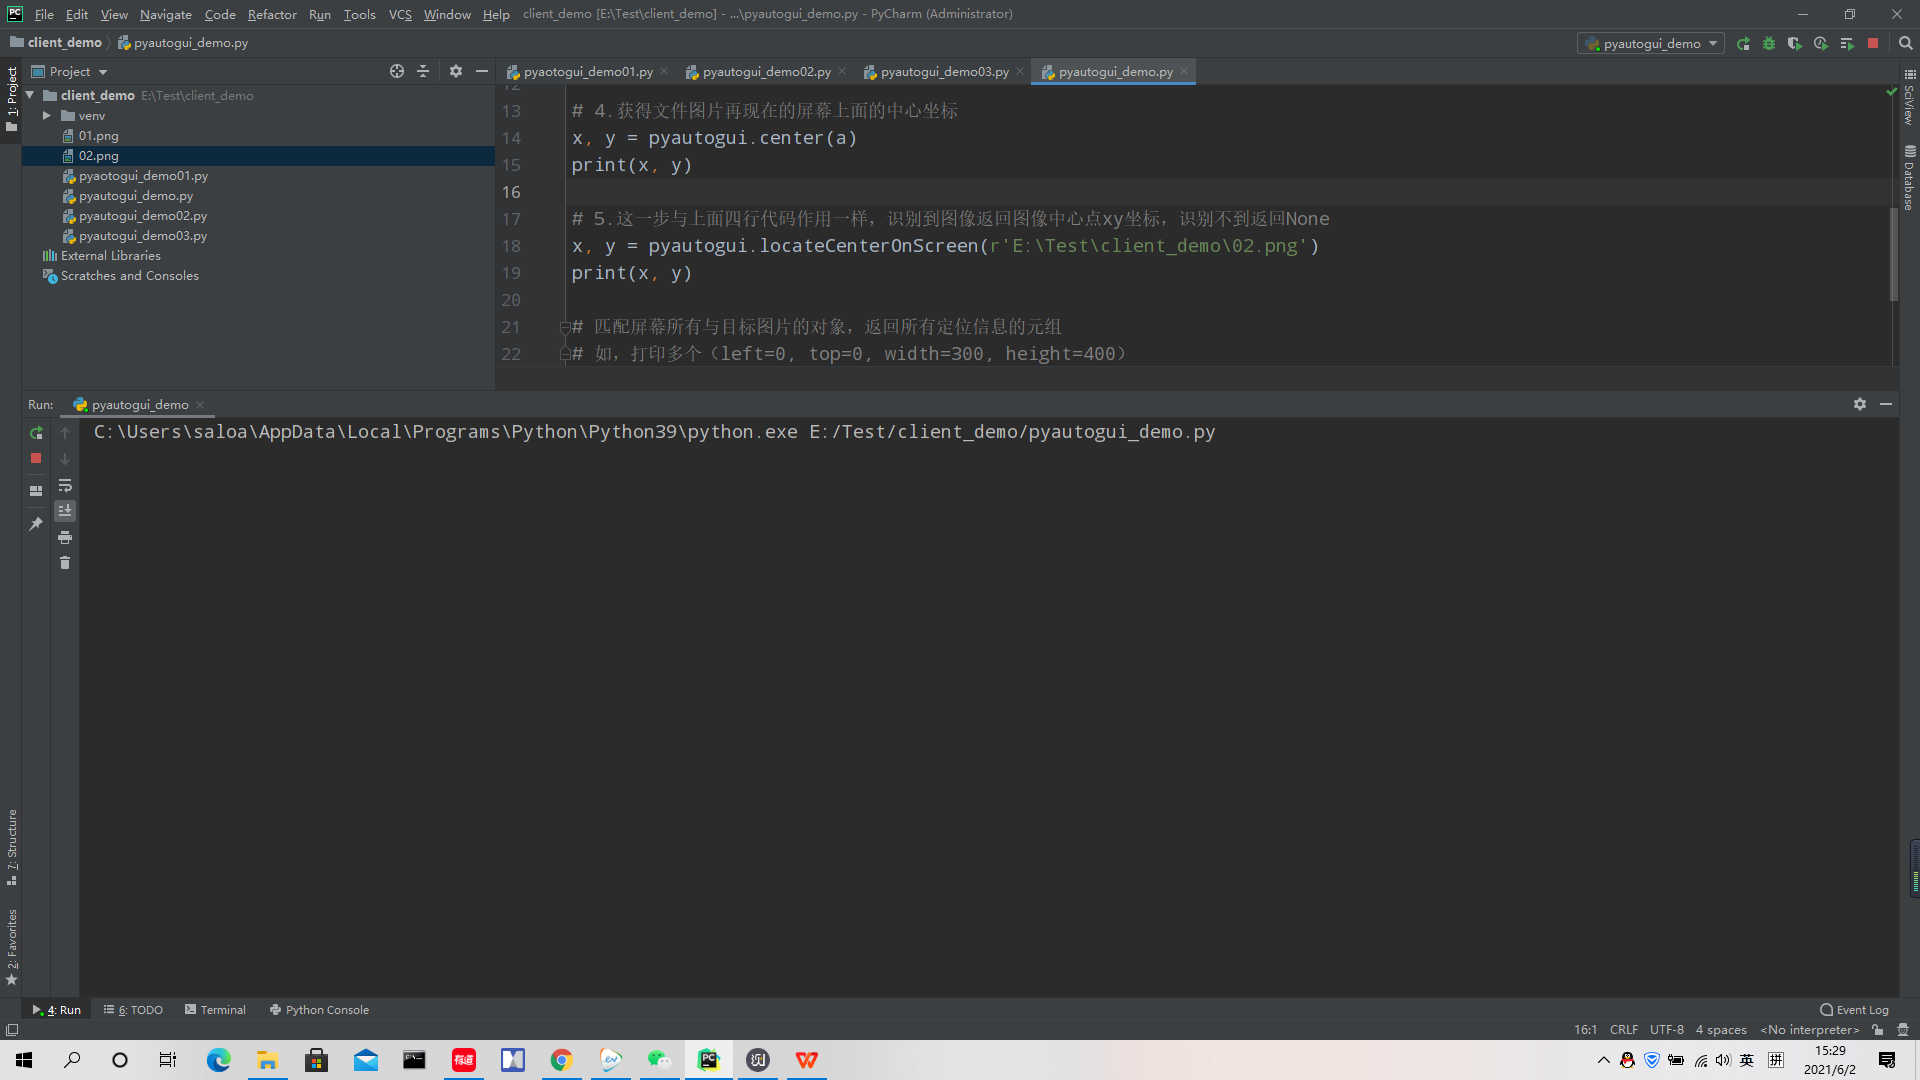 File Edit View Navigate Code Refactor Run Tools VCS Window Help client_demo [E:\Test\client_demo] - ...\pyautogui_demo.py - PyCharm (Administrator)
client_demo pyautogui_demo.py
pyautogui_demo
Project
pyaotogui_demo01.py
pyautogui_demo02.py
pyautogui_demo03.py
pyautogui_demo.py
1: Project
client_demo E:\Test\client_demo
venv
01.png
02.png
pyaotogui_demo01.py
pyautogui_demo.py
pyautogui_demo02.py
pyautogui_demo03.py
External Libraries
Scratches and Consoles
12
13 # 4.获得文件图片再现在的屏幕上面的中心坐标
14 x, y = pyautogui.center(a)
15 print(x, y)
16
17 # 5.这一步与上面四行代码作用一样，识别到图像返回图像中心点xy坐标，识别不到返回None
18 x, y = pyautogui.locateCenterOnScreen(r'E:\Test\client_demo\02.png')
19 print(x, y)
20
21 # 匹配屏幕所有与目标图片的对象，返回所有定位信息的元组
22 # 如，打印多个（left=0, top=0, width=300, height=400）
SciView
Database
Run: pyautogui_demo
C:\Users\saloa\AppData\Local\Programs\Python\Python39\python.exe E:/Test/client_demo/pyautogui_demo.py
7: Structure
2: Favorites
4: Run 6: TODO Terminal Python Console Event Log
16:1 CRLF UTF-8 4 spaces <No interpreter>
有道
PC
测
英
拼
15:29
2021/6/2